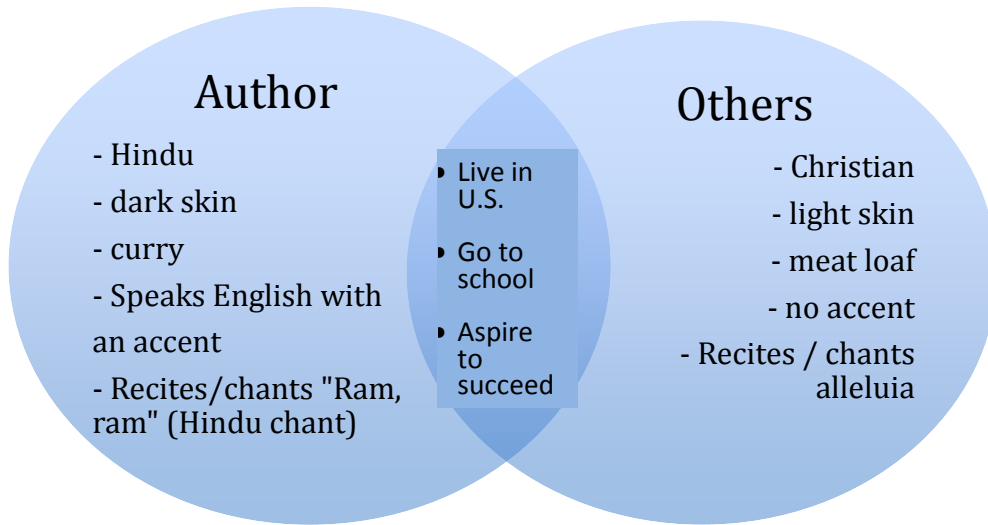 Author
- Hindu
- dark skin
- curry
- Speaks English with
an accent
- Recites/chants "Ram,
ram" (Hindu chant)
• Live in
U.S.
• Go to
school
• Aspire
to
succeed
Others
- Christian
- light skin
- meat loaf
- no accent
- Recites / chants
alleluia